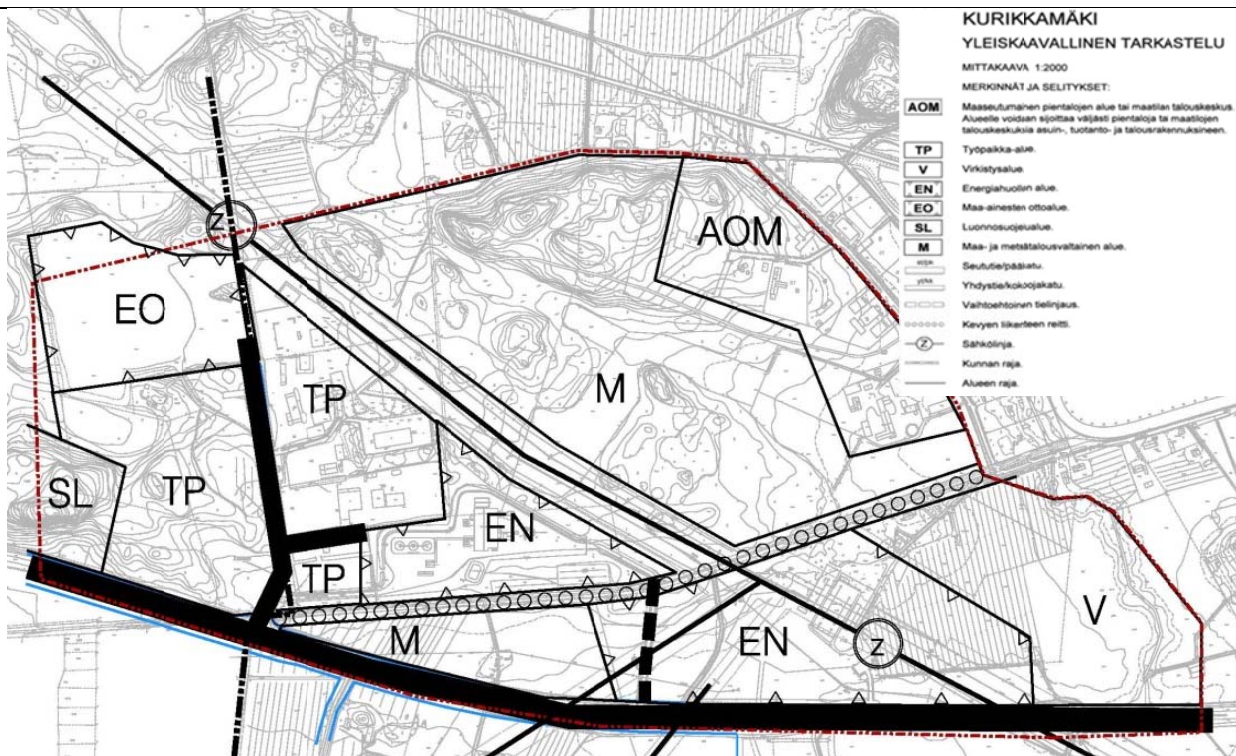 KURIKKAMÄKI
YLEISKAAVALLINEN TARKASTELU
MITTAKAAVA 1:2000
MERKINNÄT JA SELITYKSET:
AOM Maaseutumainen pientalojen alue tai maatilan talouskeskus.
Alueelle voidaan sijoittaa väljästi pientaloja tai maatilojen
talouskeskuksia asuin-, tuotanto- ja talousrakennuksineen.
TP Työpaikka-alue.
V Virkistysalue.
EN Energiahuollon alue.
EO Maa-ainesten ottoalue.
SL Luonnosuojelualue.
M Maa- ja metsätalousvaltainen alue.
Seututie/pääkatu.
Yhdystie/kokoojakatu.
Vaihtoehtoinen tielinjaus.
Kevyen liikenteen reitti.
Z Sähkölinja.
Kunnan raja.
Alueen raja.
Z
AOM
EO
TP
M
SL
TP
EN
TP
M
EN
Z
V